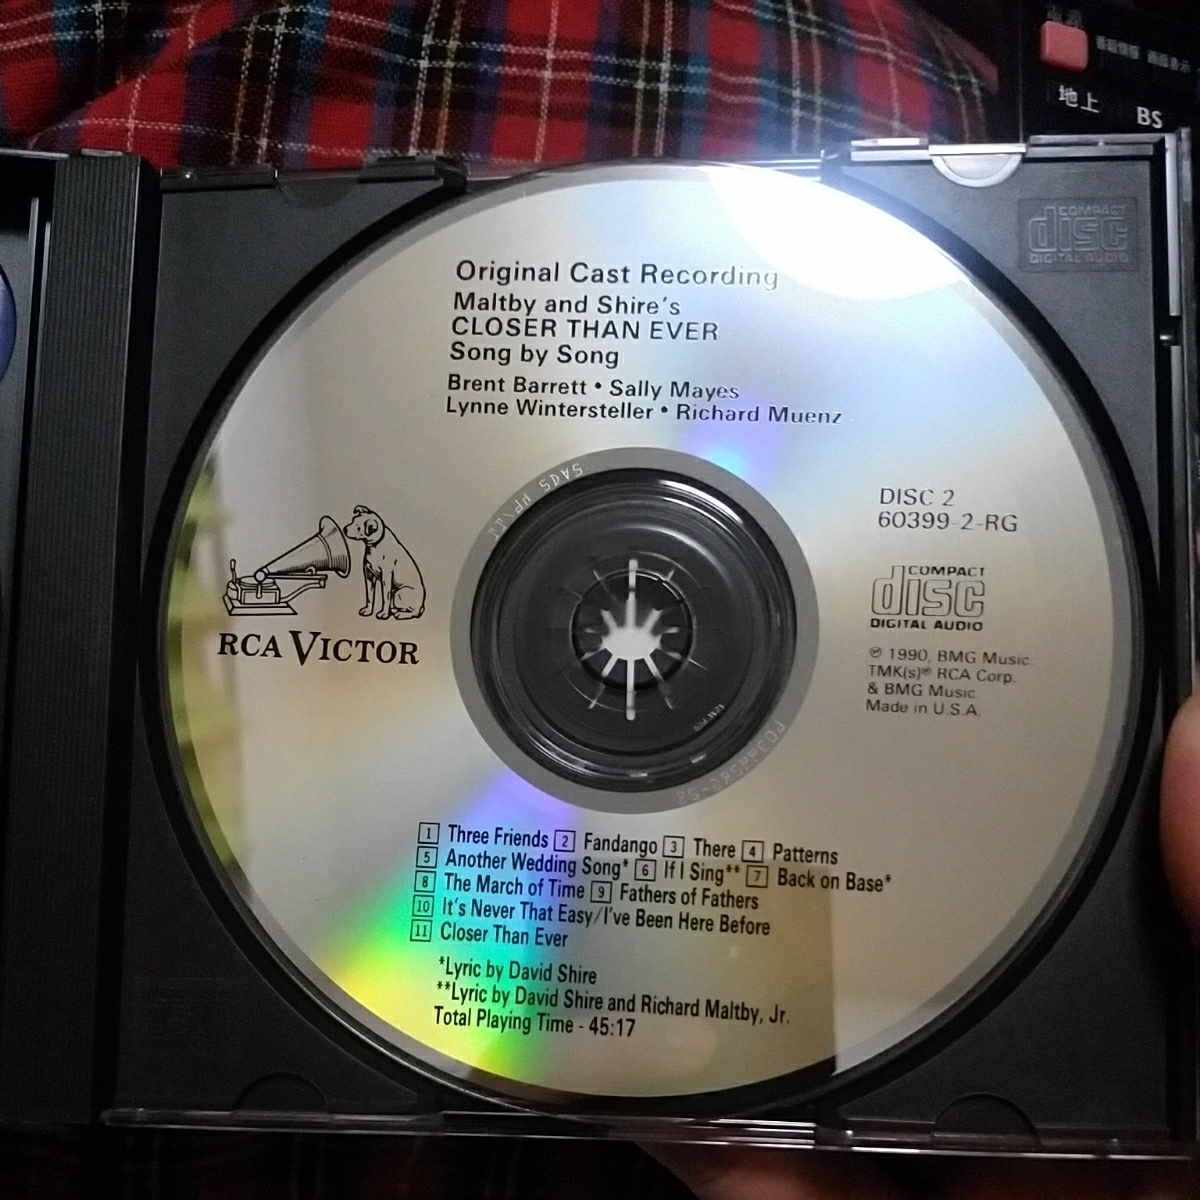 地上
BS
COMPACT
disc
DIGITAL AUDIO
Original Cast Recording
Maltby and Shire's
CLOSER THAN EVER
Song by Song
Brent Barrett • Sally Mayes
Lynne Wintersteller • Richard Muenz
DISC 2
60399-2-RG
COMPACT
disc
DIGITAL AUDIO
℗ 1990, BMG Music
TMK(s)® RCA Corp.
& BMG Music
Made in U.S.A.
RCA VICTOR
1 Three Friends 2 Fandango 3 There 4 Patterns
5 Another Wedding Song* 6 If I Sing** 7 Back on Base*
8 The March of Time 9 Fathers of Fathers
10 It's Never That Easy/I've Been Here Before
11 Closer Than Ever
*Lyric by David Shire
**Lyric by David Shire and Richard Maltby, Jr.
Total Playing Time - 45:17